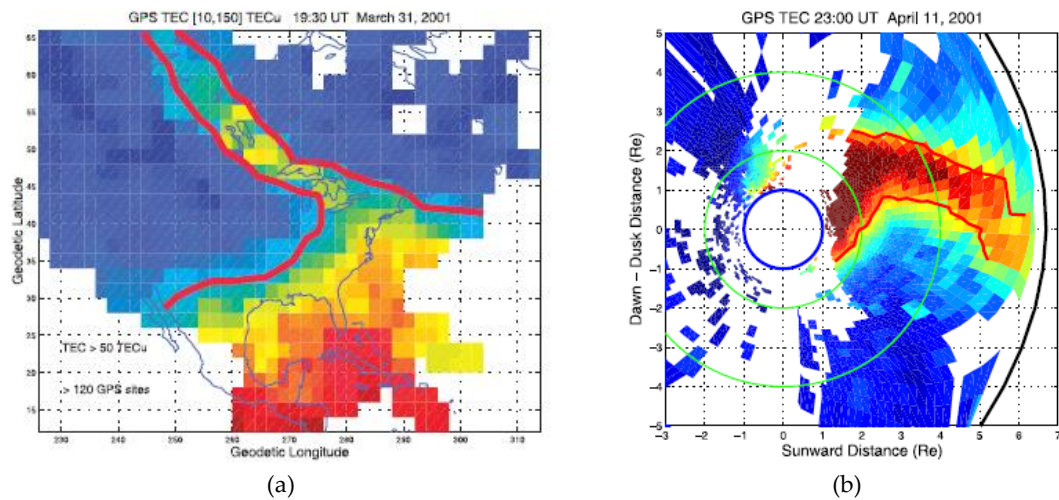 GPS TEC [10,150] TECu 19:30 UT March 31, 2001
Geodetic Latitude
65
60
55
50
45
40
35
30
25
20
15
TEC > 50 TECu
> 120 GPS sites
230 240 250 260 270 280 290 300 310
Geodetic Longitude
(a)
GPS TEC 23:00 UT April 11, 2001
Dawn – Dusk Distance (Re)
5
4
3
2
1
0
−1
−2
−3
−4
−5
−3 −2 −1 0 1 2 3 4 5 6 7
Sunward Distance (Re)
(b)